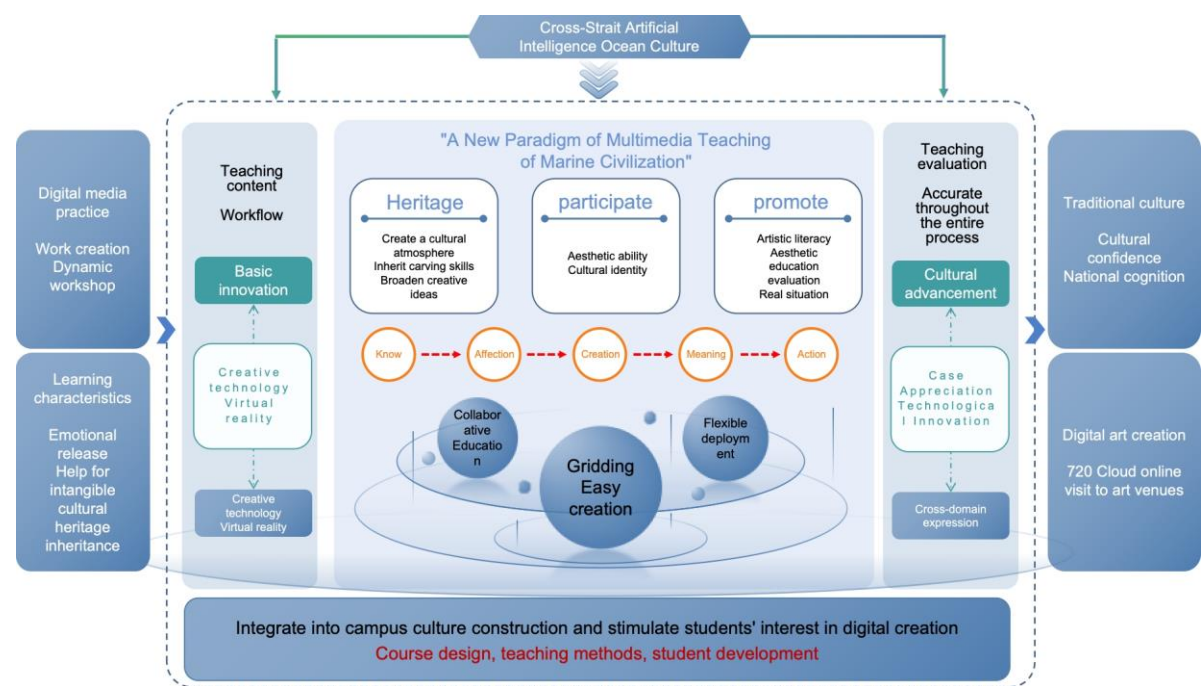 Cross-Strait Artificial
Intelligence Ocean Culture
Digital media
practice
Work creation
Dynamic
workshop
Learning
characteristics
Emotional
release
Help for
intangible
cultural
heritage
inheritance
Teaching
content
Workflow
Basic
innovation
Creative
technology
Virtual
reality
Creative
technology
Virtual reality
"A New Paradigm of Multimedia Teaching
of Marine Civilization"
Heritage
Create a cultural
atmosphere
Inherit carving skills
Broaden creative
ideas
participate
Aesthetic ability
Cultural identity
promote
Artistic literacy
Aesthetic
education
evaluation
Real situation
Know
Affection
Creation
Meaning
Action
Collabor
ative
Educatio
n
Gridding
Easy
creation
Flexible
deploym
ent
Teaching
evaluation
Accurate
throughout
the entire
process
Cultural
advancement
Case
Appreciation
Technologica
l Innovation
Cross-domain
expression
Traditional culture
Cultural
confidence
National cognition
Digital art creation
720 Cloud online
visit to art venues
Integrate into campus culture construction and stimulate students' interest in digital creation
Course design, teaching methods, student development